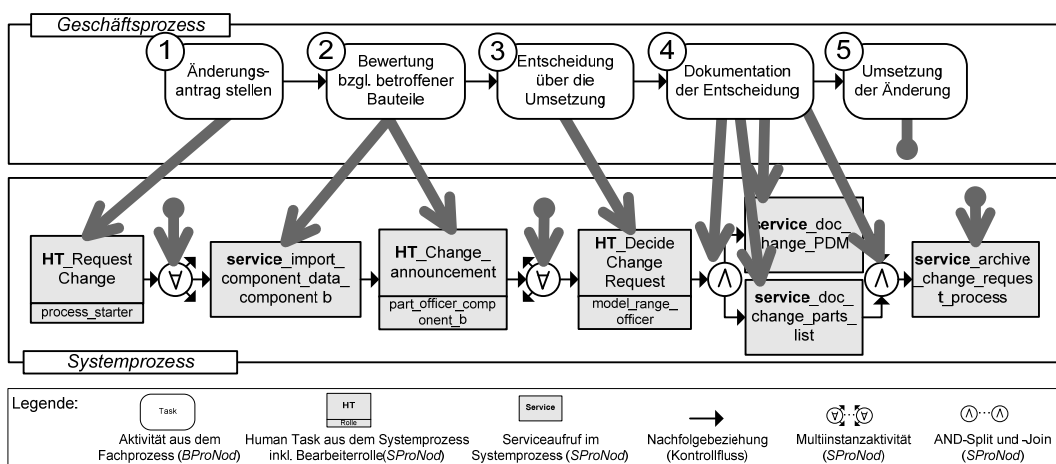 Geschäftsprozess
1
Änderungs-
antrag stellen
2
Bewertung
bzgl. betroffener
Bauteile
3
Entscheidung
über die
Umsetzung
4
Dokumentation
der Entscheidung
5
Umsetzung
der Änderung
HT_Request
Change
process_starter
∀
service_import_
component_data_
component b
HT_Change_
announcement
part_officer_comp
onent_b
∀
HT_Decide
Change
Request
model_range_
officer
Λ
service_doc_
change_PDM
service_doc_
change_parts_
list
Λ
service_archive
_change_reques
t_process
Systemprozess
Legende:
Task
Aktivität aus dem
Fachprozess (BProNod)
HT
Rolle
Human Task aus dem Systemprozess
inkl. Bearbeiterrolle(SProNod)
Service
Serviceaufruf im
Systemprozess (SProNod)
Nachfolgebeziehung
(Kontrollfluss)
∀...∀
Multiinstanzaktivität
(SProNod)
Λ...Λ
AND-Split und -Join
(SProNod)